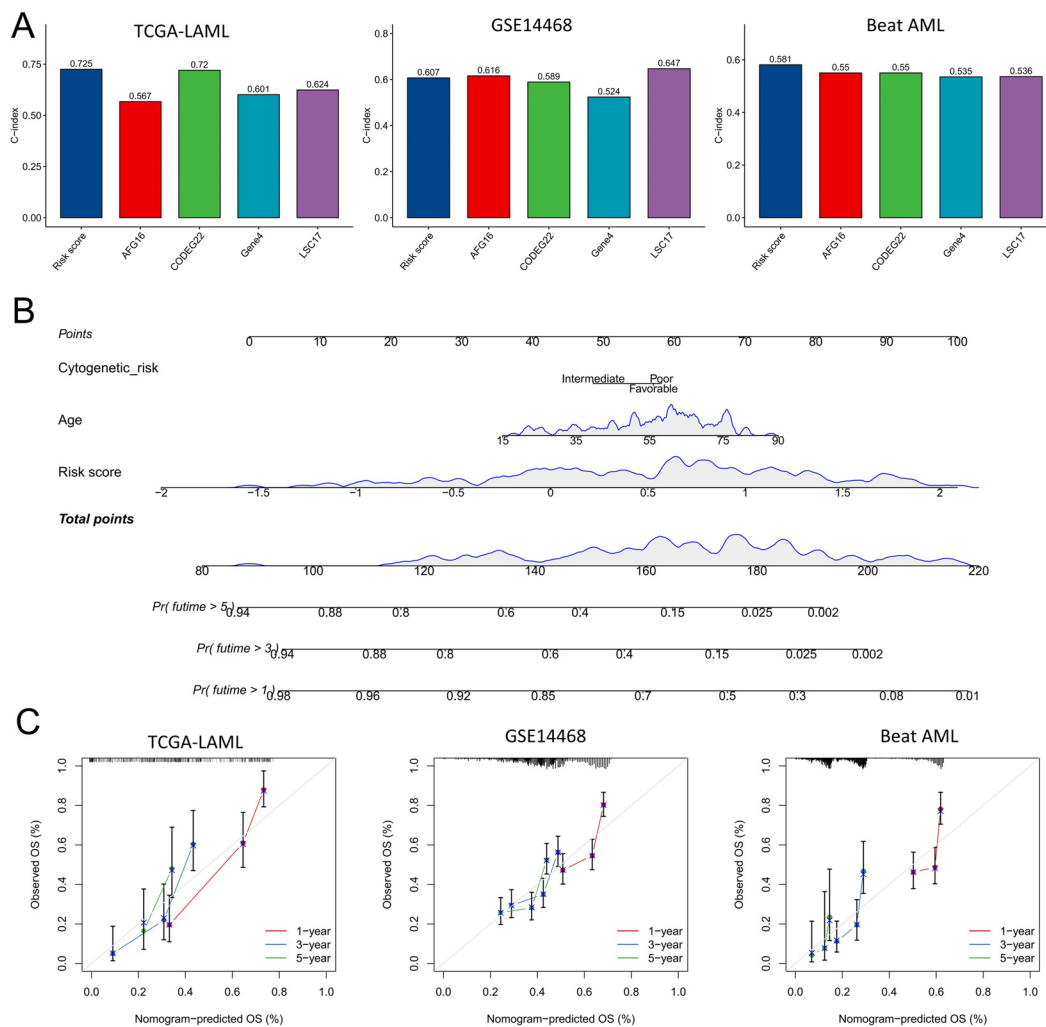 A
TCGA-LAML
GSE14468
Beat AML
C-index
0.00
0.25
0.50
0.75
0.725
0.567
0.72
0.601
0.624
Risk score
AFG16
CODEG22
Gene4
LSC17
C-index
0.0
0.2
0.4
0.6
0.8
0.607
0.616
0.589
0.524
0.647
Risk score
AFG16
CODEG22
Gene4
LSC17
C-index
0.0
0.2
0.4
0.6
0.581
0.55
0.55
0.535
0.536
Risk score
AFG16
CODEG22
Gene4
LSC17
B
Points
0 10 20 30 40 50 60 70 80 90 100
Cytogenetic_risk
Intermediate Poor
Favorable
Age
15 35 55 75 90
Risk score
−2 −1.5 −1 −0.5 0 0.5 1 1.5 2
Total points
80 100 120 140 160 180 200 220
Pr( futime > 5 )
0.94 0.88 0.8 0.6 0.4 0.15 0.025 0.002
Pr( futime > 3 )
0.94 0.88 0.8 0.6 0.4 0.15 0.025 0.002
Pr( futime > 1 )
0.98 0.96 0.92 0.85 0.7 0.5 0.3 0.08 0.01
C
TCGA-LAML
GSE14468
Beat AML
Observed OS (%)
0.0 0.2 0.4 0.6 0.8 1.0
1-year
3-year
5-year
0.0 0.2 0.4 0.6 0.8 1.0
Nomogram-predicted OS (%)
Observed OS (%)
0.0 0.2 0.4 0.6 0.8 1.0
1-year
3-year
5-year
0.0 0.2 0.4 0.6 0.8 1.0
Nomogram-predicted OS (%)
Observed OS (%)
0.0 0.2 0.4 0.6 0.8 1.0
1-year
3-year
5-year
0.0 0.2 0.4 0.6 0.8 1.0
Nomogram-predicted OS (%)